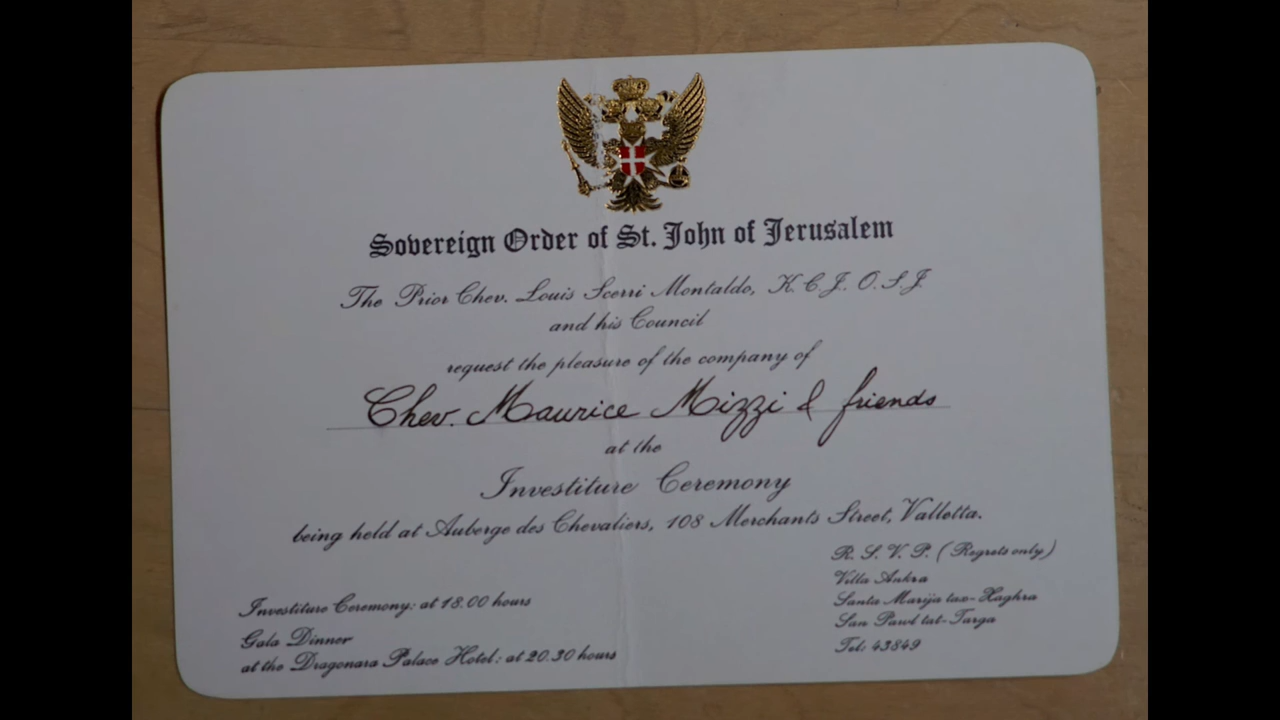 Sovereign Order of St. John of Jerusalem
The Prior Chev. Louis Scerri Montaldo, K.C.J. O.S.J.
and his Council
request the pleasure of the company of
Chev. Maurice Mizzi & friends
at the
Investiture Ceremony
being held at Auberge des Chevaliers, 108 Merchants Street, Valletta.
R.S.V.P. (Regrets only)
Villa Ankra
Santa Marija tax-Xaghra
San Pawl tat-Targa
Tel: 43849
Investiture Ceremony: at 18.00 hours
Gala Dinner
at the Dragonara Palace Hotel: at 20.30 hours